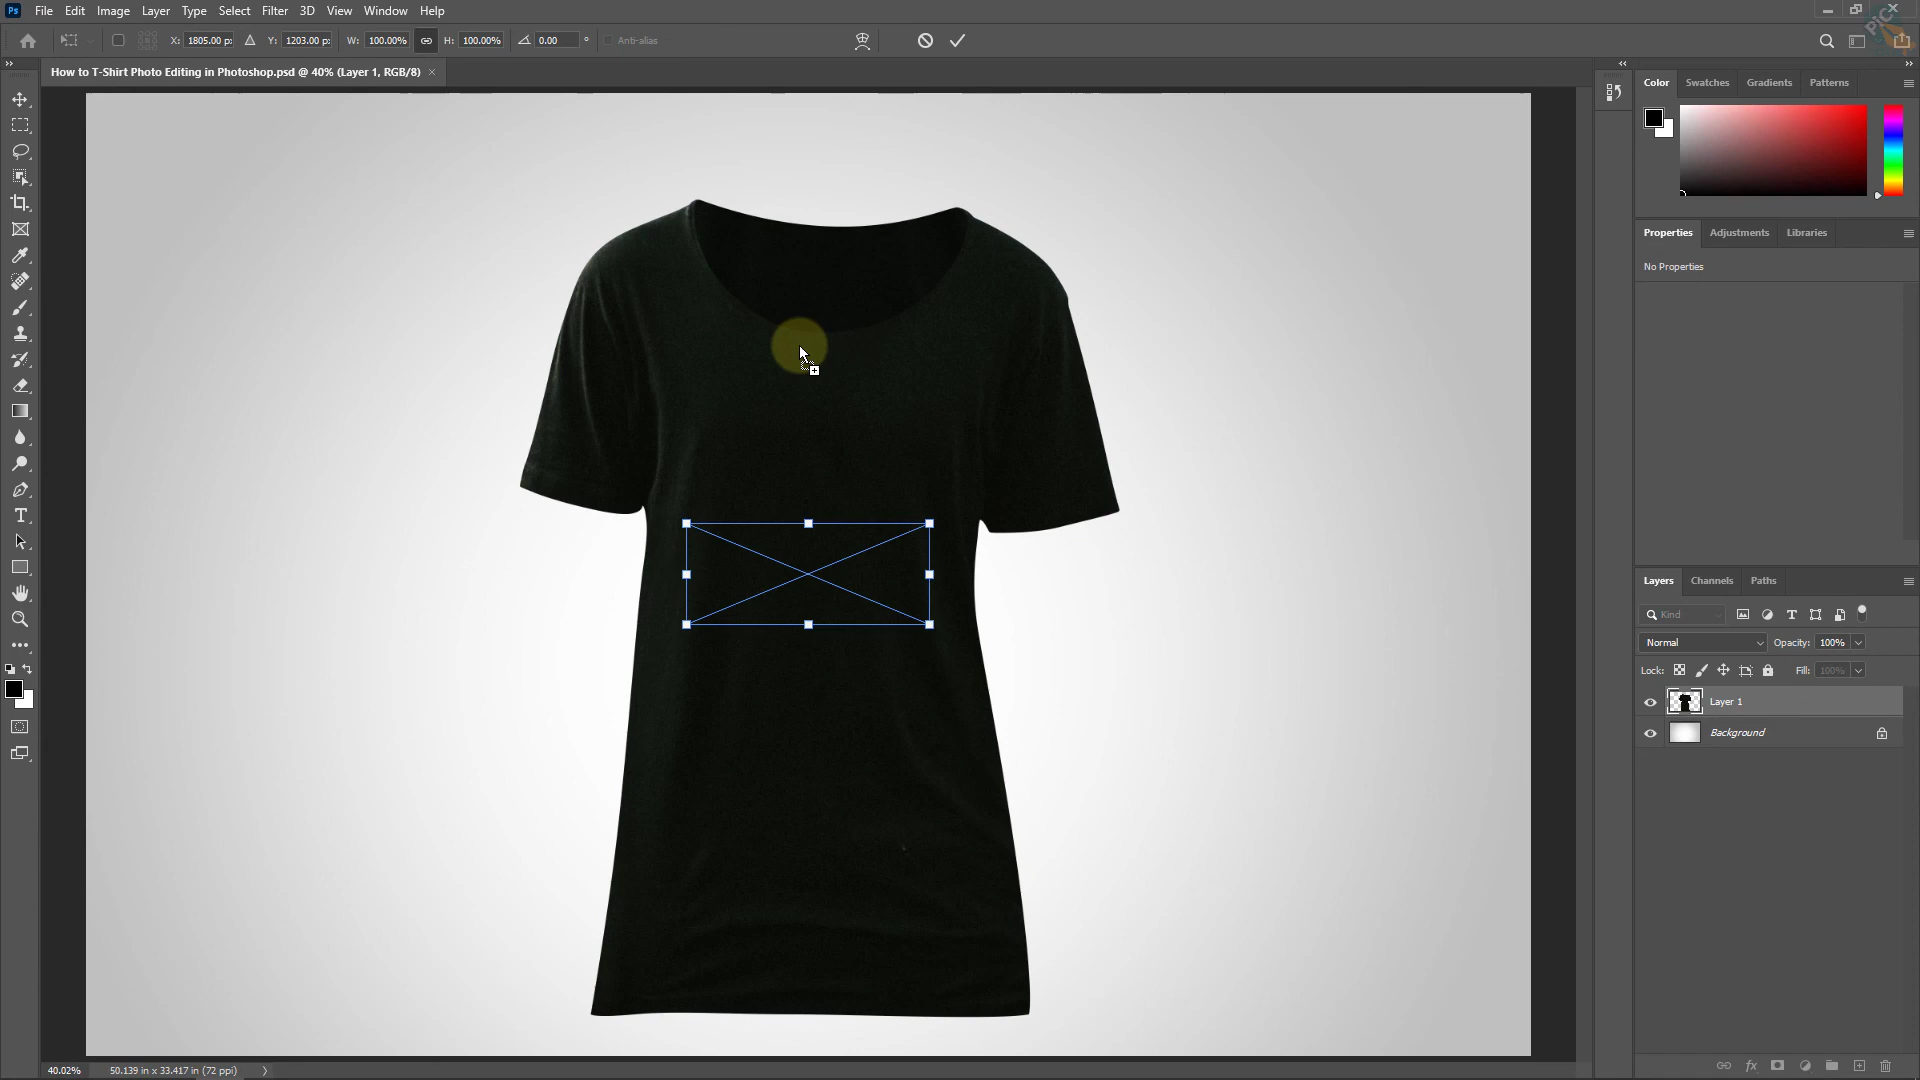 Ps File Edit Image Layer Type Select Filter 3D View Window Help
X: 1805.00 px Y: 1203.00 px W: 100.00% H: 100.00% 0.00 ° Anti-alias
How to T-Shirt Photo Editing in Photoshop.psd @ 40% (Layer 1, RGB/8) ×
Color Swatches Gradients Patterns
Properties Adjustments Libraries
No Properties
Layers Channels Paths
Kind
Normal Opacity: 100%
Lock: Fill: 100%
Layer 1
Background
40.02% 50.139 in x 33.417 in (72 ppi)